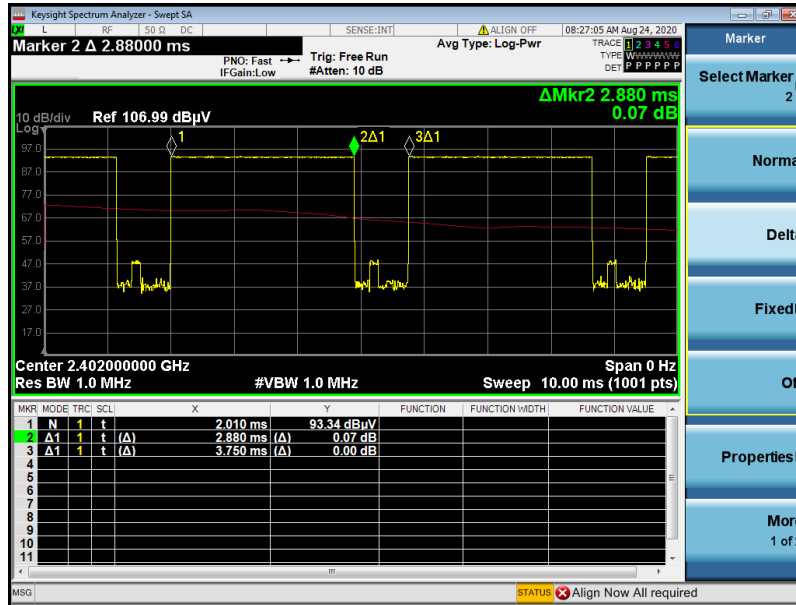 Keysight Spectrum Analyzer - Swept SA
LXI L RF 50 Ω DC SENSE:INT ALIGN OFF 08:27:05 AM Aug 24, 2020
Marker 2 Δ 2.88000 ms
PNO: Fast
IFGain:Low
Trig: Free Run
#Atten: 10 dB
Avg Type: Log-Pwr
TRACE 1 2 3 4 5 6
TYPE W
DET P P P P P P
ΔMkr2 2.880 ms
0.07 dB
10 dB/div Ref 106.99 dBµV
Log
1 2Δ1 3Δ1
97.0
87.0
77.0
67.0
57.0
47.0
37.0
27.0
17.0
Center 2.402000000 GHz Span 0 Hz
Res BW 1.0 MHz #VBW 1.0 MHz Sweep 10.00 ms (1001 pts)
MKR MODE TRC SCL X Y FUNCTION FUNCTION WIDTH FUNCTION VALUE
1 N 1 t 2.010 ms 93.34 dBµV
2 Δ1 1 t (Δ) 2.880 ms (Δ) 0.07 dB
3 Δ1 1 t (Δ) 3.750 ms (Δ) 0.00 dB
4
5
6
7
8
9
10
11
MSG STATUS Align Now All required
Marker
Select Marker
2
Norma
Delt
Fixed
O
Properties
Mor
1 of